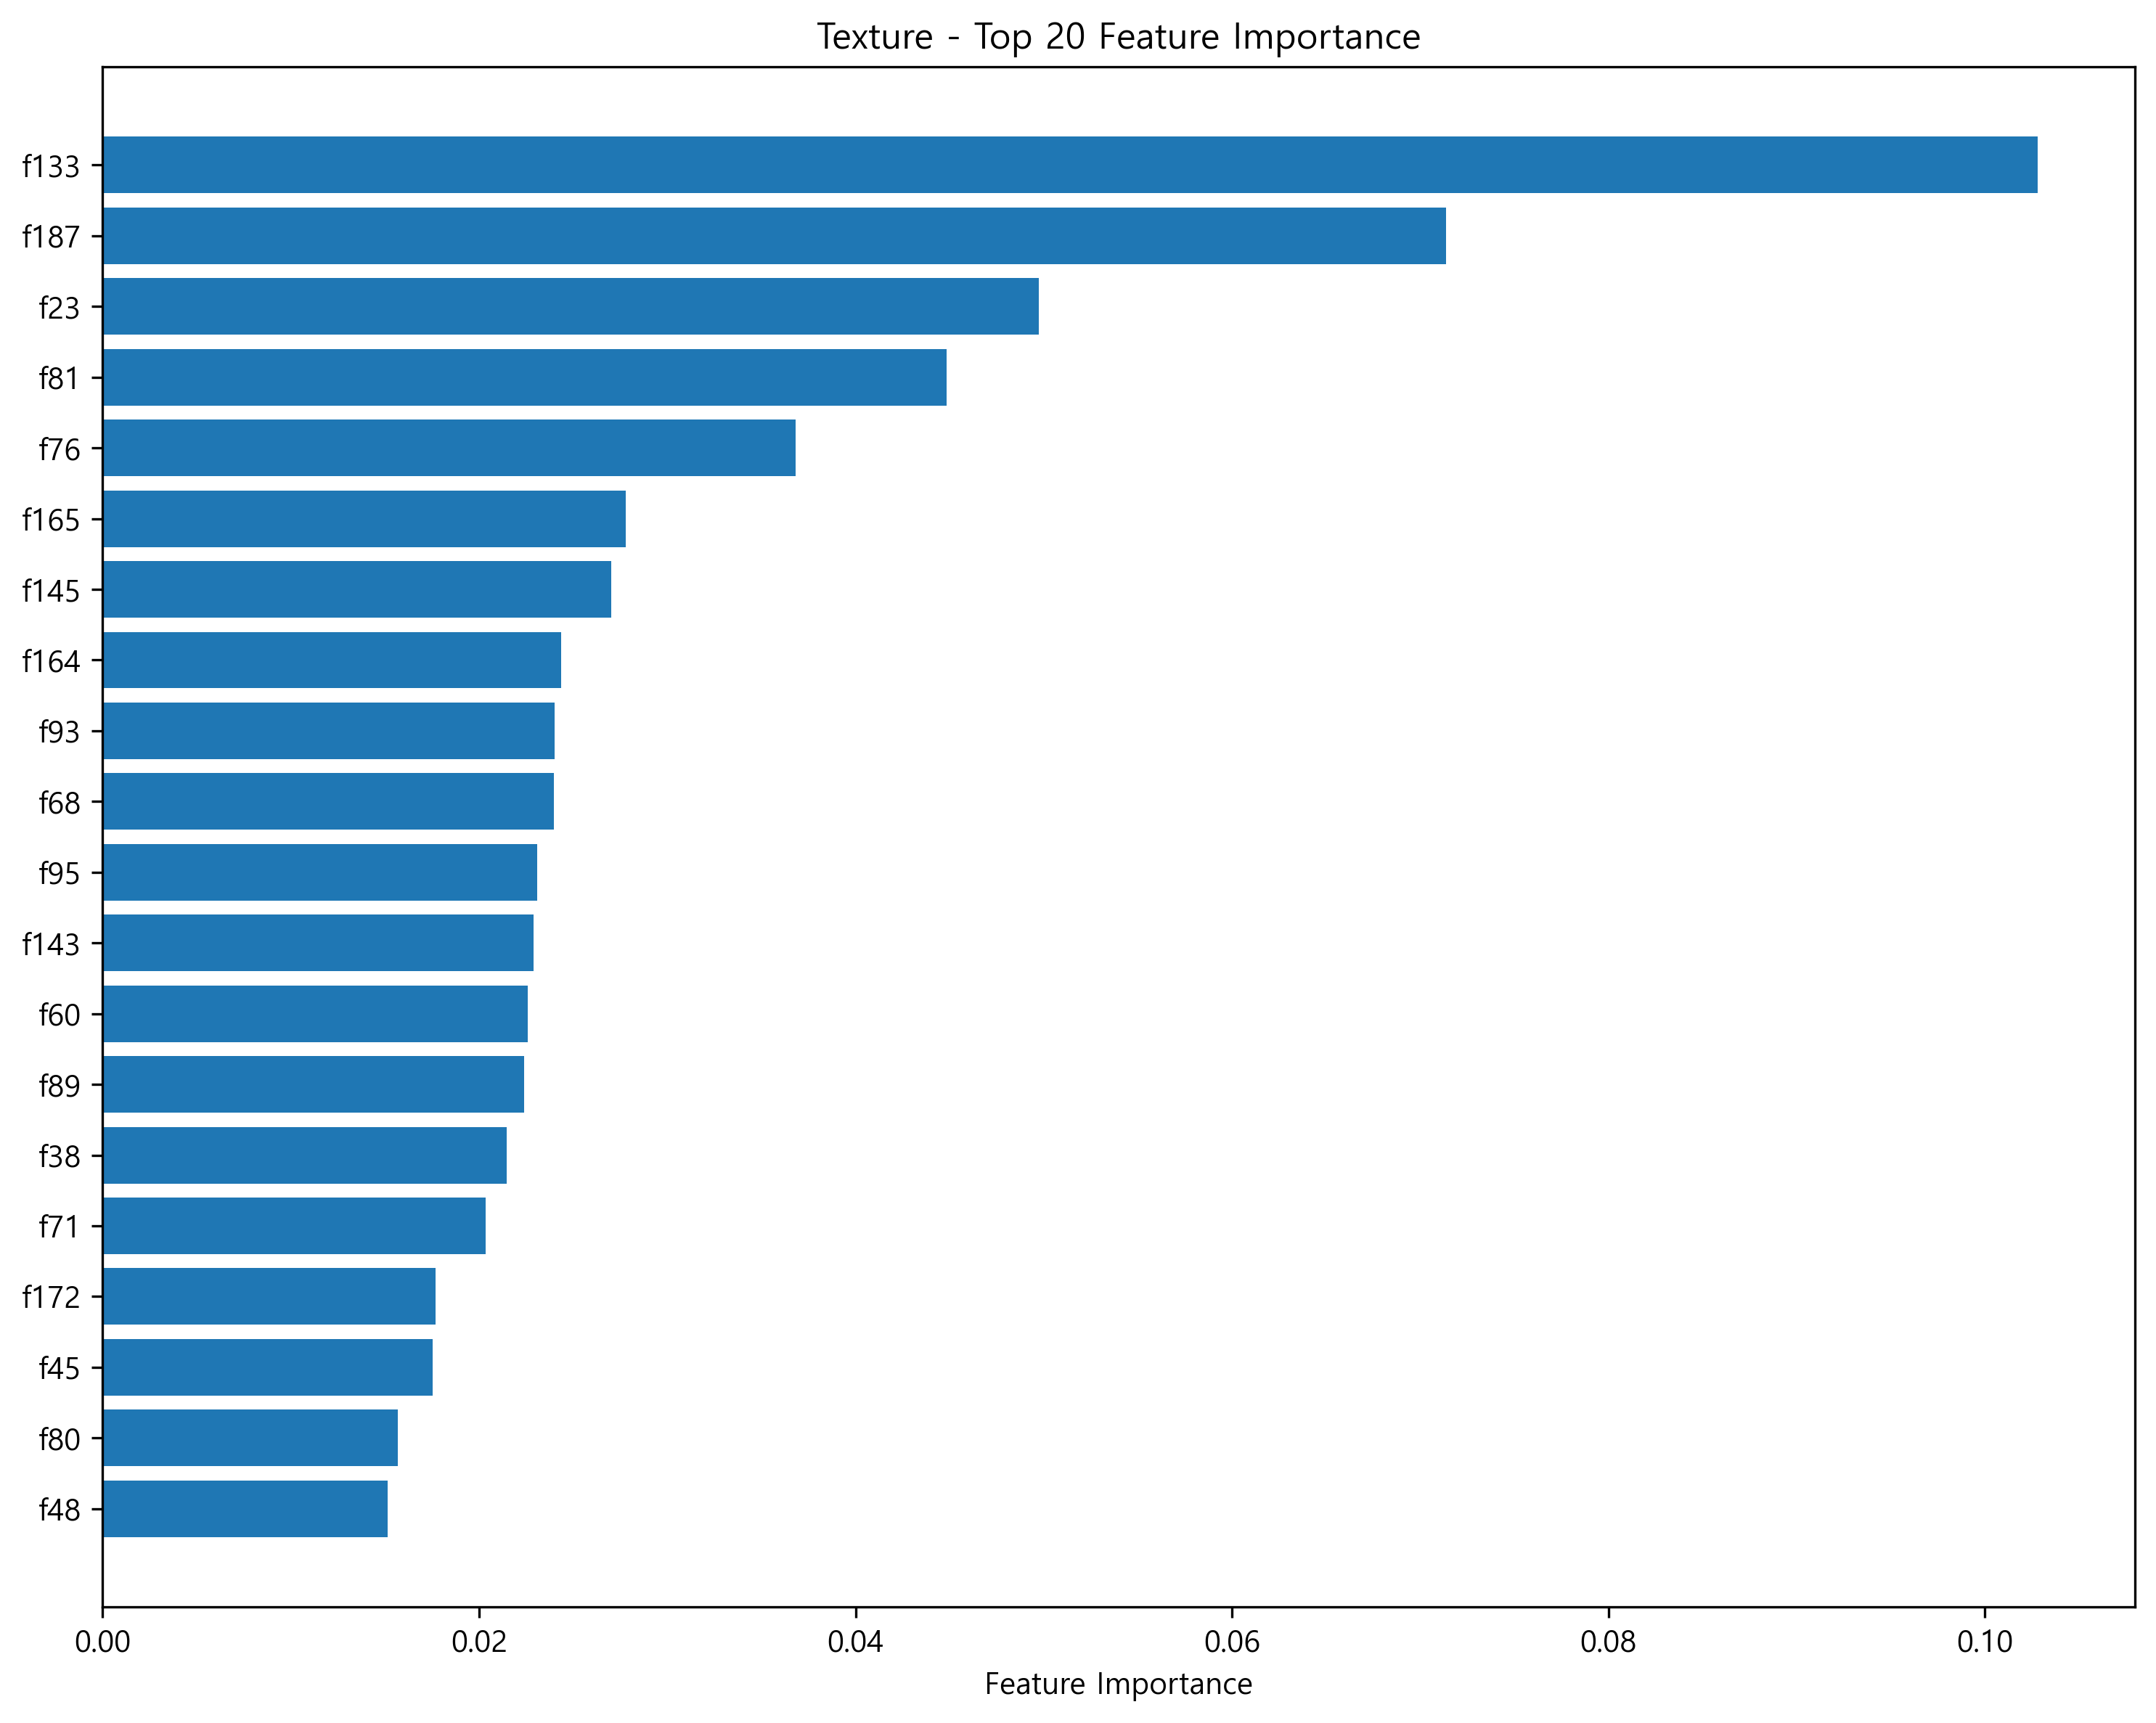 Texture - Top 20 Feature Importance
f133
f187
f23
f81
f76
f165
f145
f164
f93
f68
f95
f143
f60
f89
f38
f71
f172
f45
f80
f48
0.00 0.02 0.04 0.06 0.08 0.10
Feature Importance